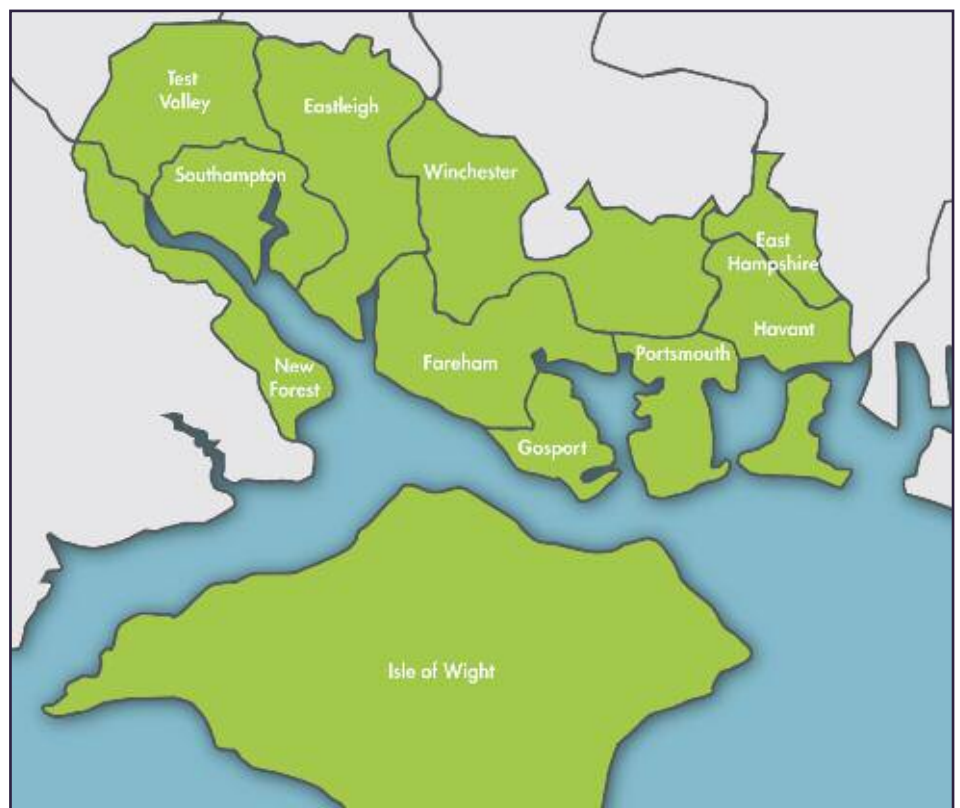 Test
Valley
Eastleigh
Southampton
Winchester
East
Hampshire
Havant
Portsmouth
Fareham
New
Forest
Gosport
Isle of Wight